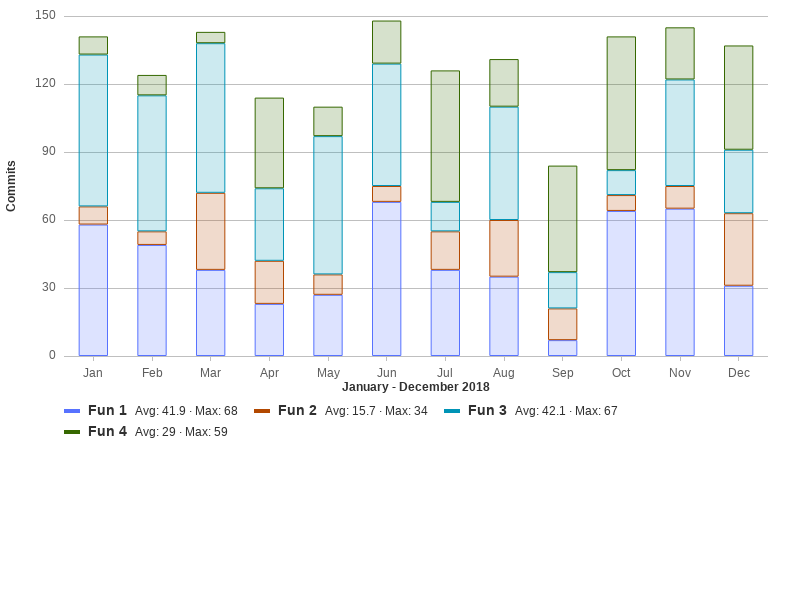 Commits
150
120
90
60
30
0
Jan Feb Mar Apr May Jun Jul Aug Sep Oct Nov Dec
January - December 2018
Fun 1 Avg: 41.9 · Max: 68 Fun 2 Avg: 15.7 · Max: 34 Fun 3 Avg: 42.1 · Max: 67
Fun 4 Avg: 29 · Max: 59